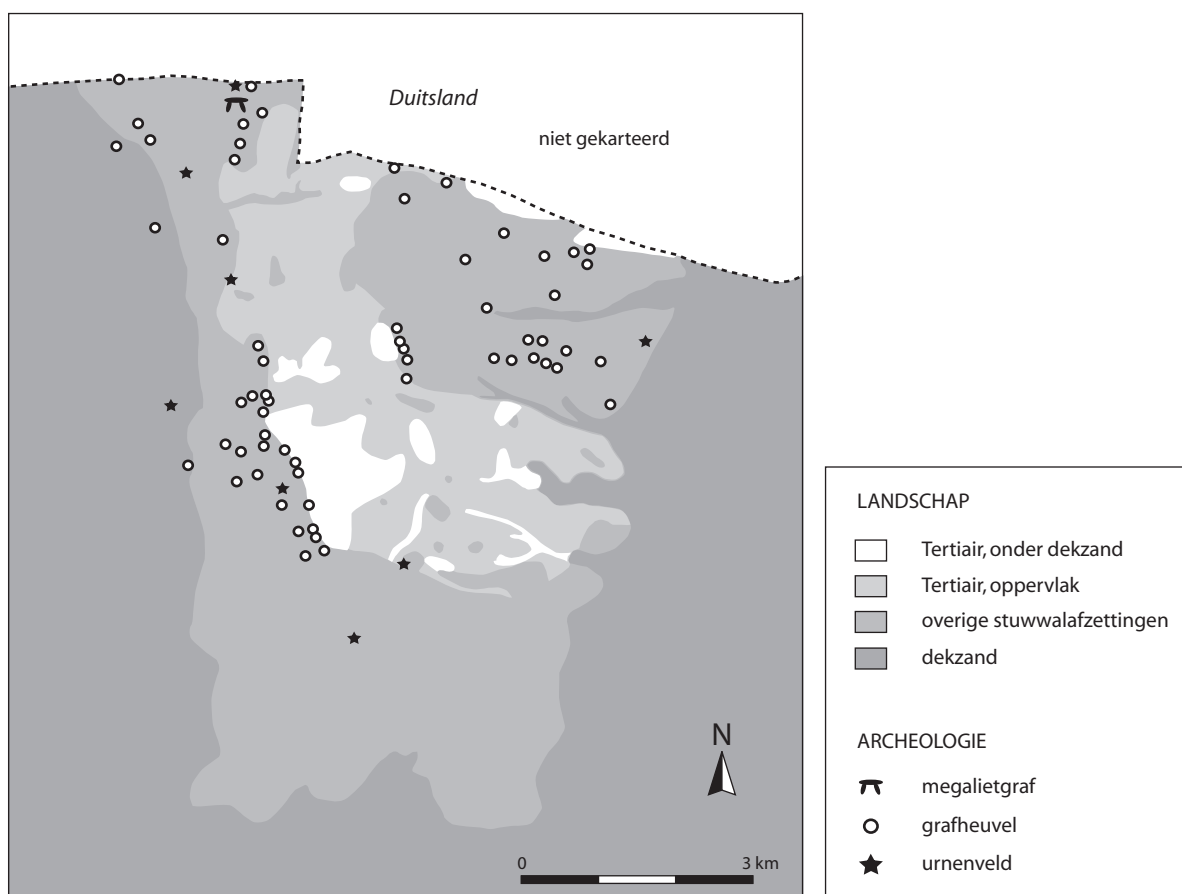 Duitsland
niet gekarteerd
N
0 3 km
LANDSCHAP
Tertiair, onder dekzand
Tertiair, oppervlak
overige stuwwalafzettingen
dekzand
ARCHEOLOGIE
megalietgraf
grafheuvel
urnenveld